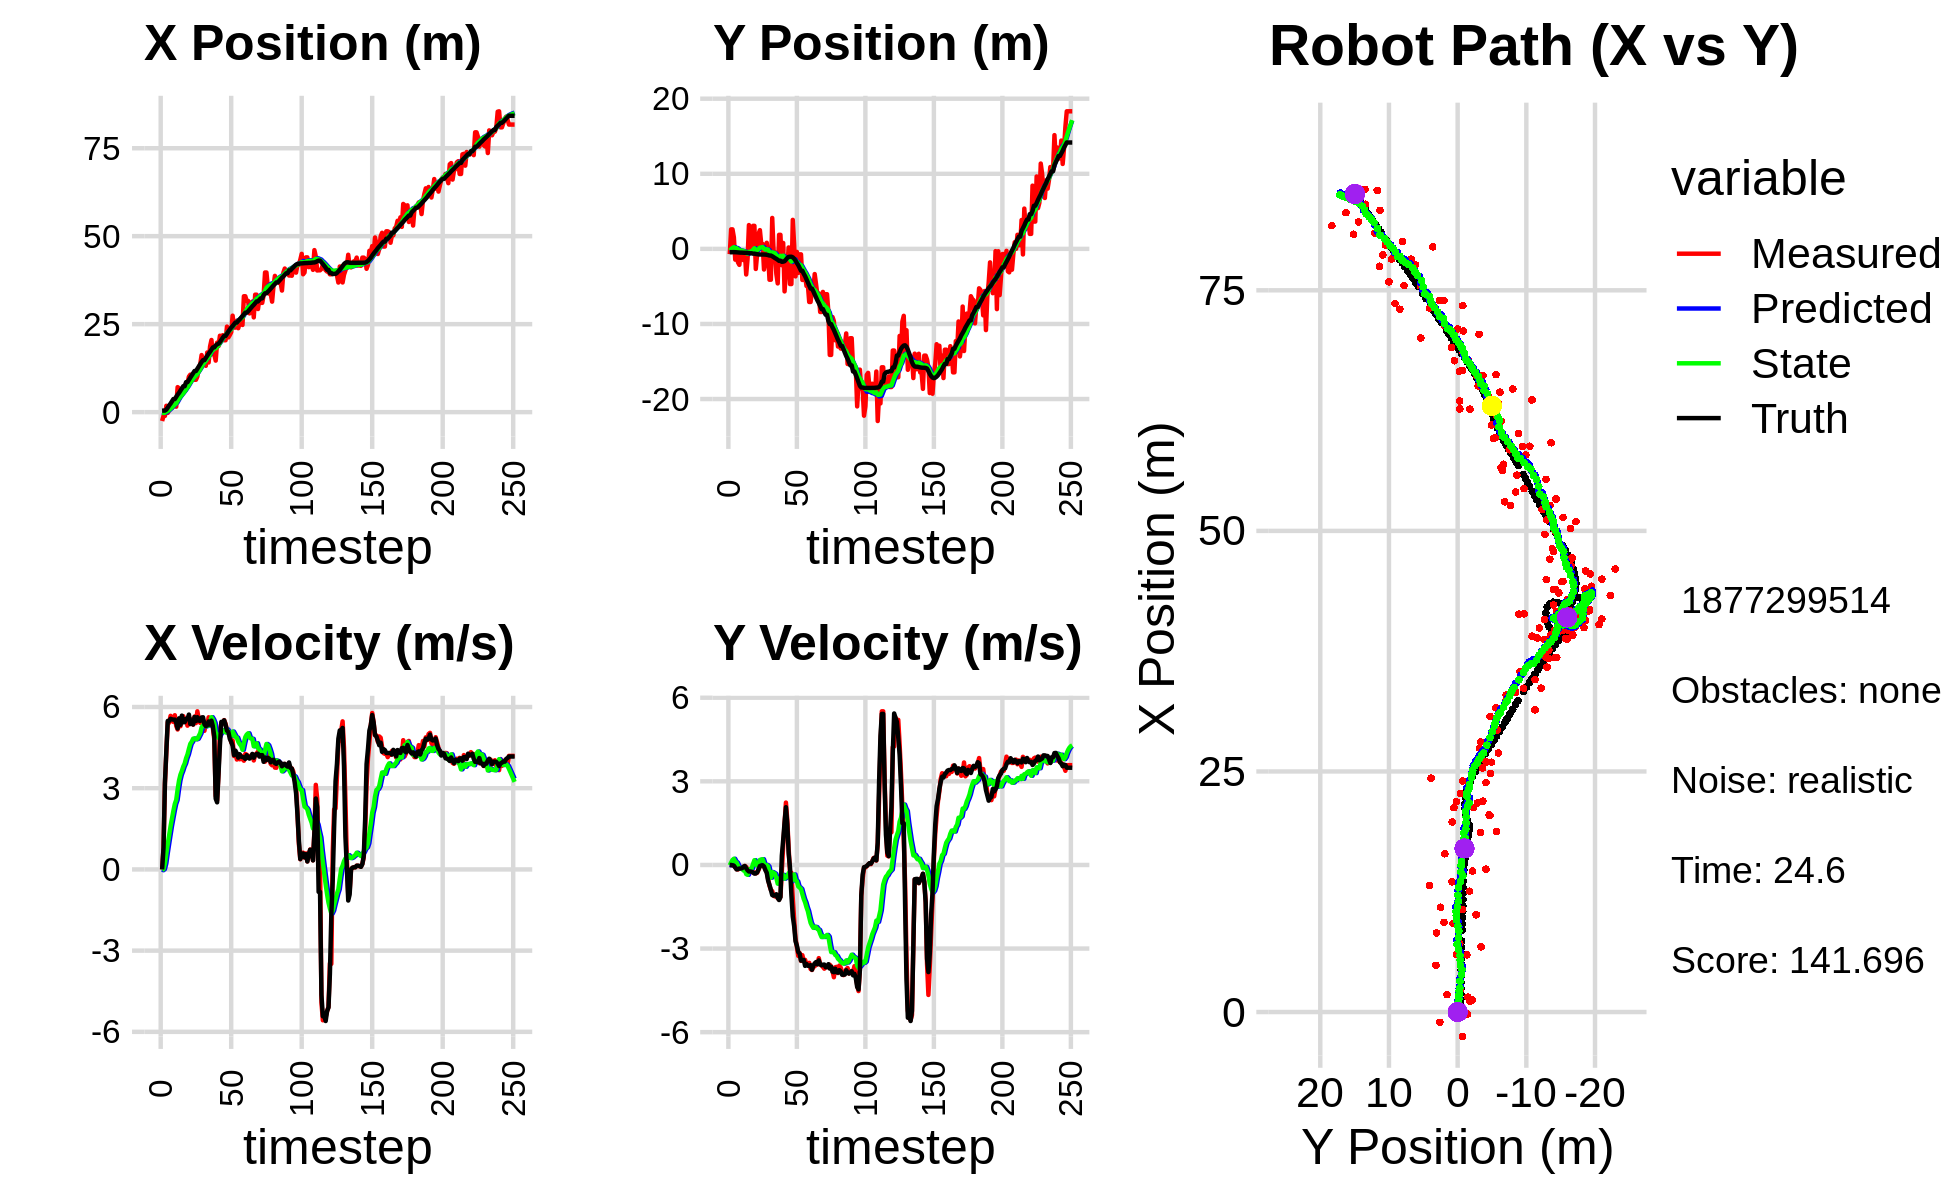 X Position (m)
75
50
25
0
0 50 100 150 200 250
timestep
Y Position (m)
20
10
0
-10
-20
0 50 100 150 200 250
timestep
X Velocity (m/s)
6
3
0
-3
-6
0 50 100 150 200 250
timestep
Y Velocity (m/s)
6
3
0
-3
-6
0 50 100 150 200 250
timestep
Robot Path (X vs Y)
X Position (m)
75
50
25
0
20 10 0 -10 -20
Y Position (m)
variable
Measured
Predicted
State
Truth
1877299514
Obstacles: none
Noise: realistic
Time: 24.6
Score: 141.696